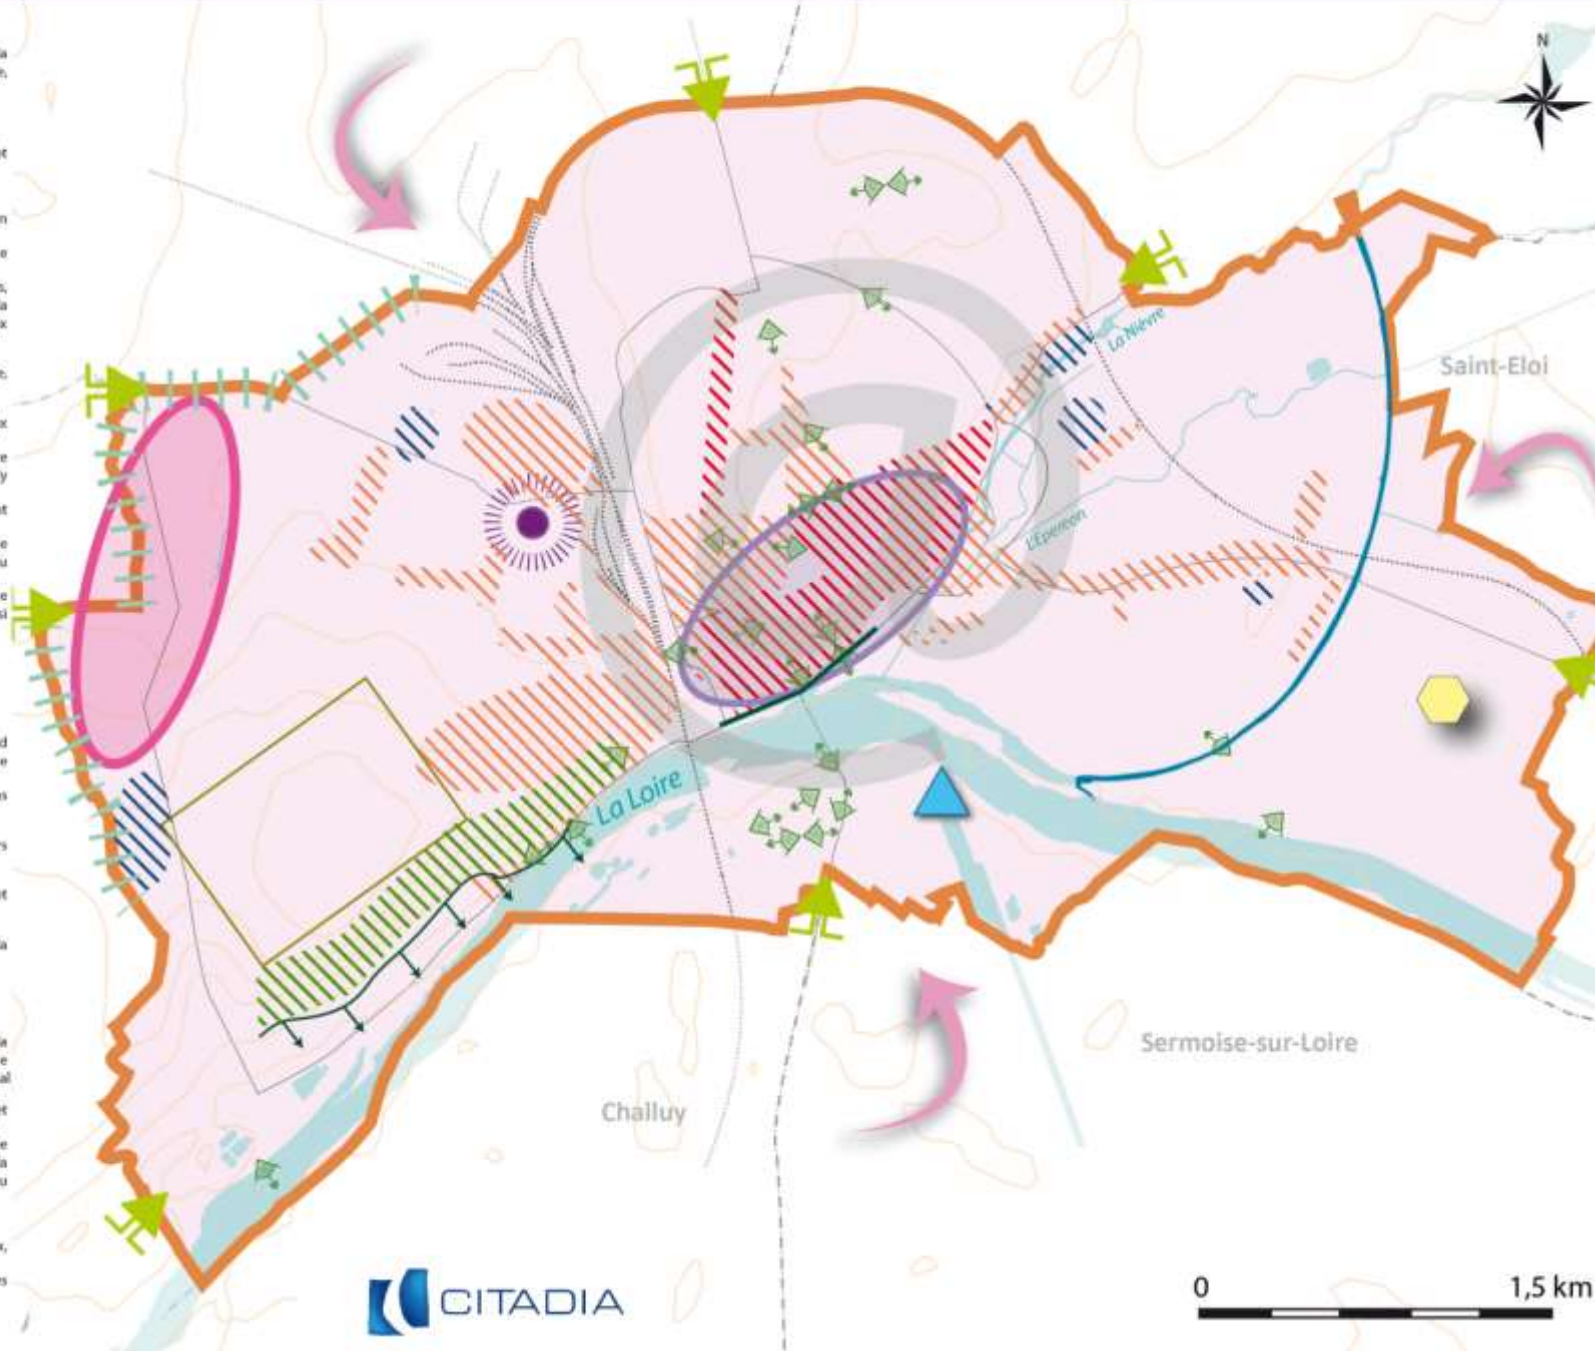 N
La Nièvre
Saint-Eloi
L'Eperon
La Loire
Sermoise-sur-Loire
Challuy
CITADIA
0 1,5 km